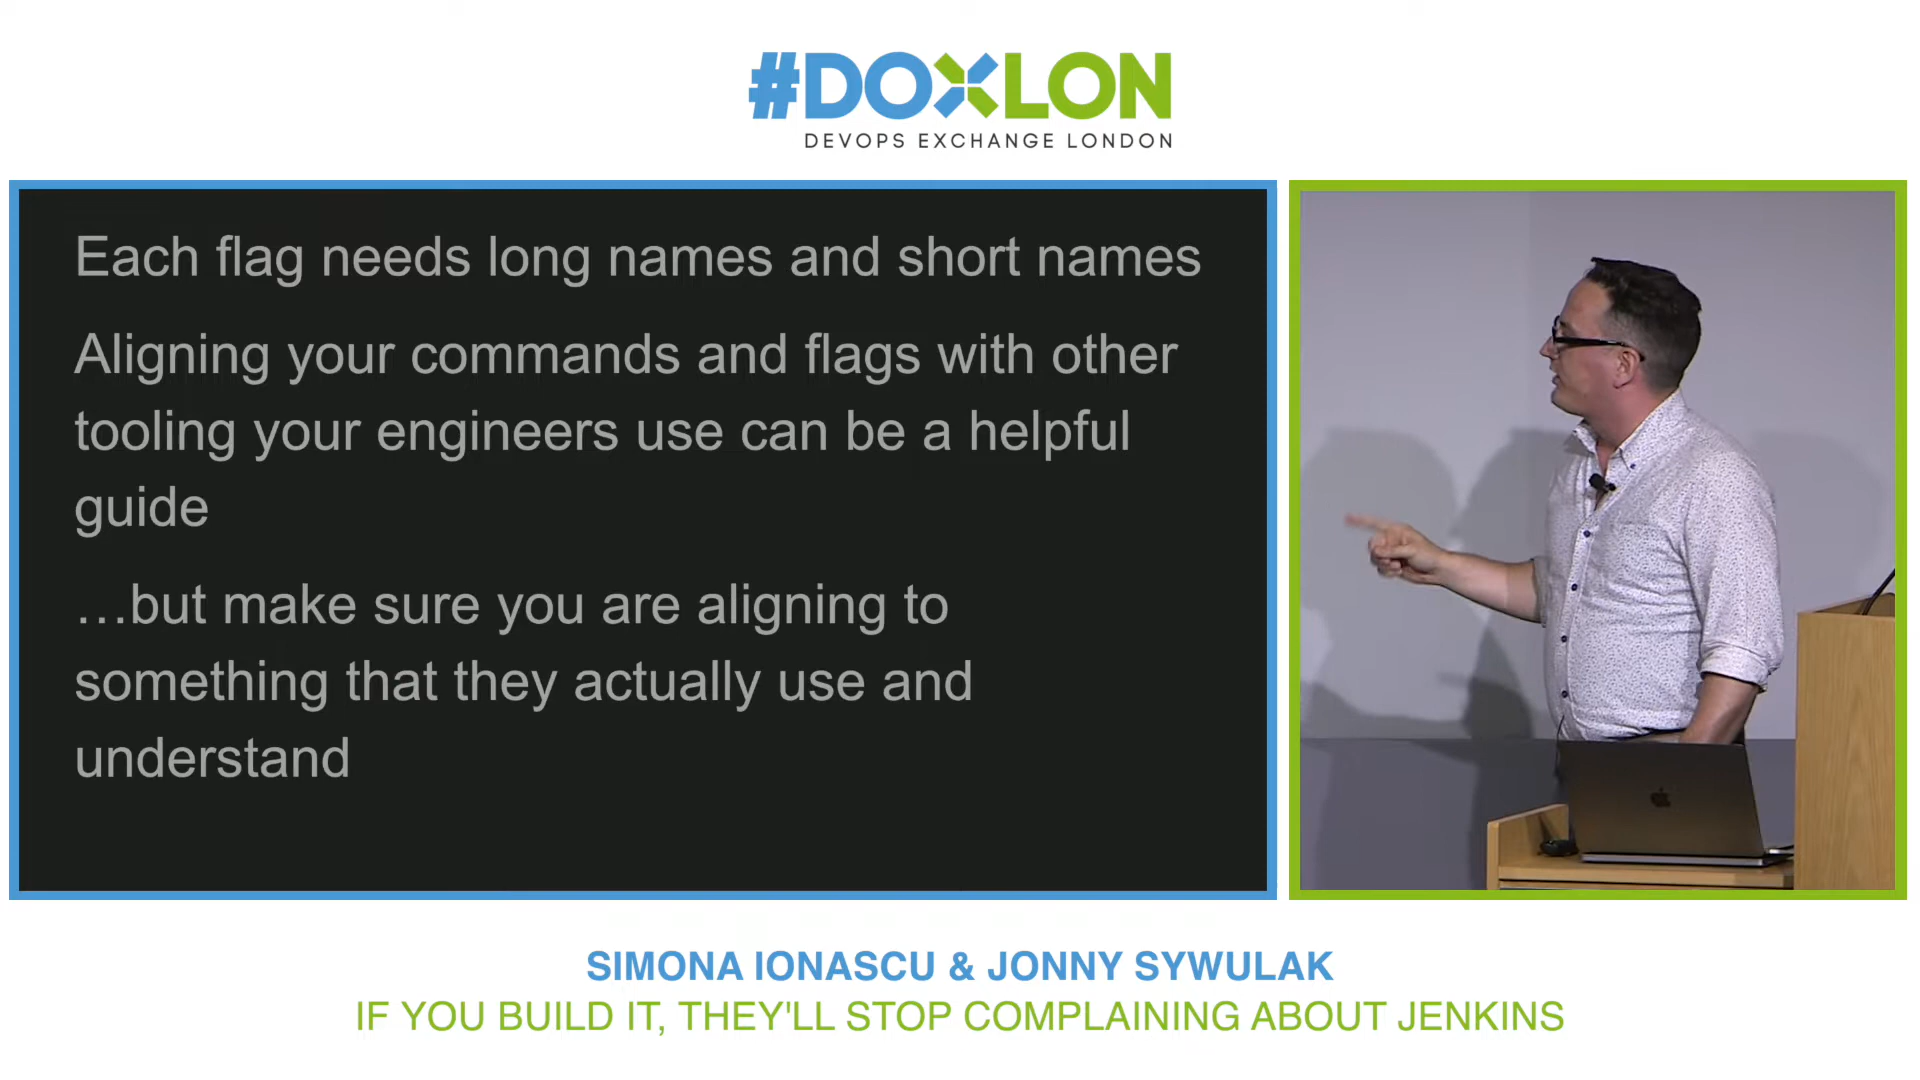 #DOXLON
DEVOPS EXCHANGE LONDON
Each flag needs long names and short names
Aligning your commands and flags with other
tooling your engineers use can be a helpful
guide
…but make sure you are aligning to
something that they actually use and
understand
SIMONA IONASCU & JONNY SYWULAK
IF YOU BUILD IT, THEY'LL STOP COMPLAINING ABOUT JENKINS